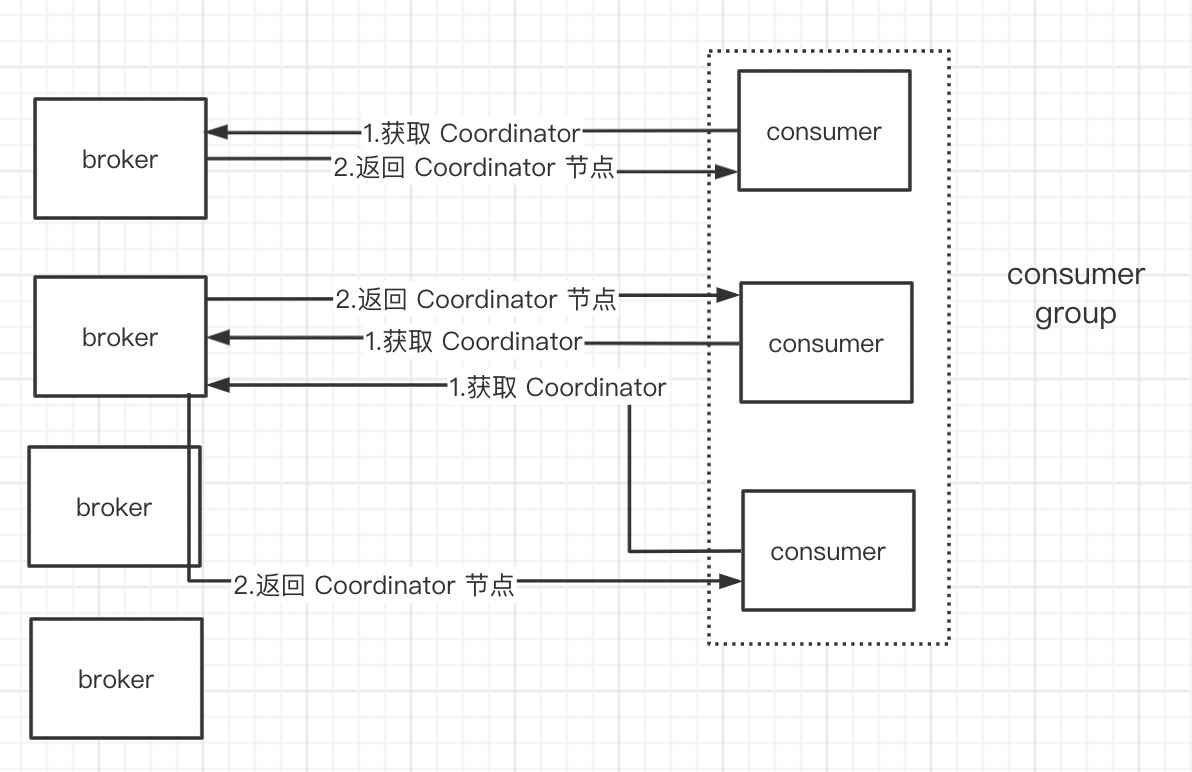 consumer
1.获取 Coordinator
broker
2.返回 Coordinator 节点
consumer
group
2.返回 Coordinator 节点
broker
1.获取 Coordinator
consumer
1.获取 Coordinator
broker
consumer
2.返回 Coordinator 节点
broker